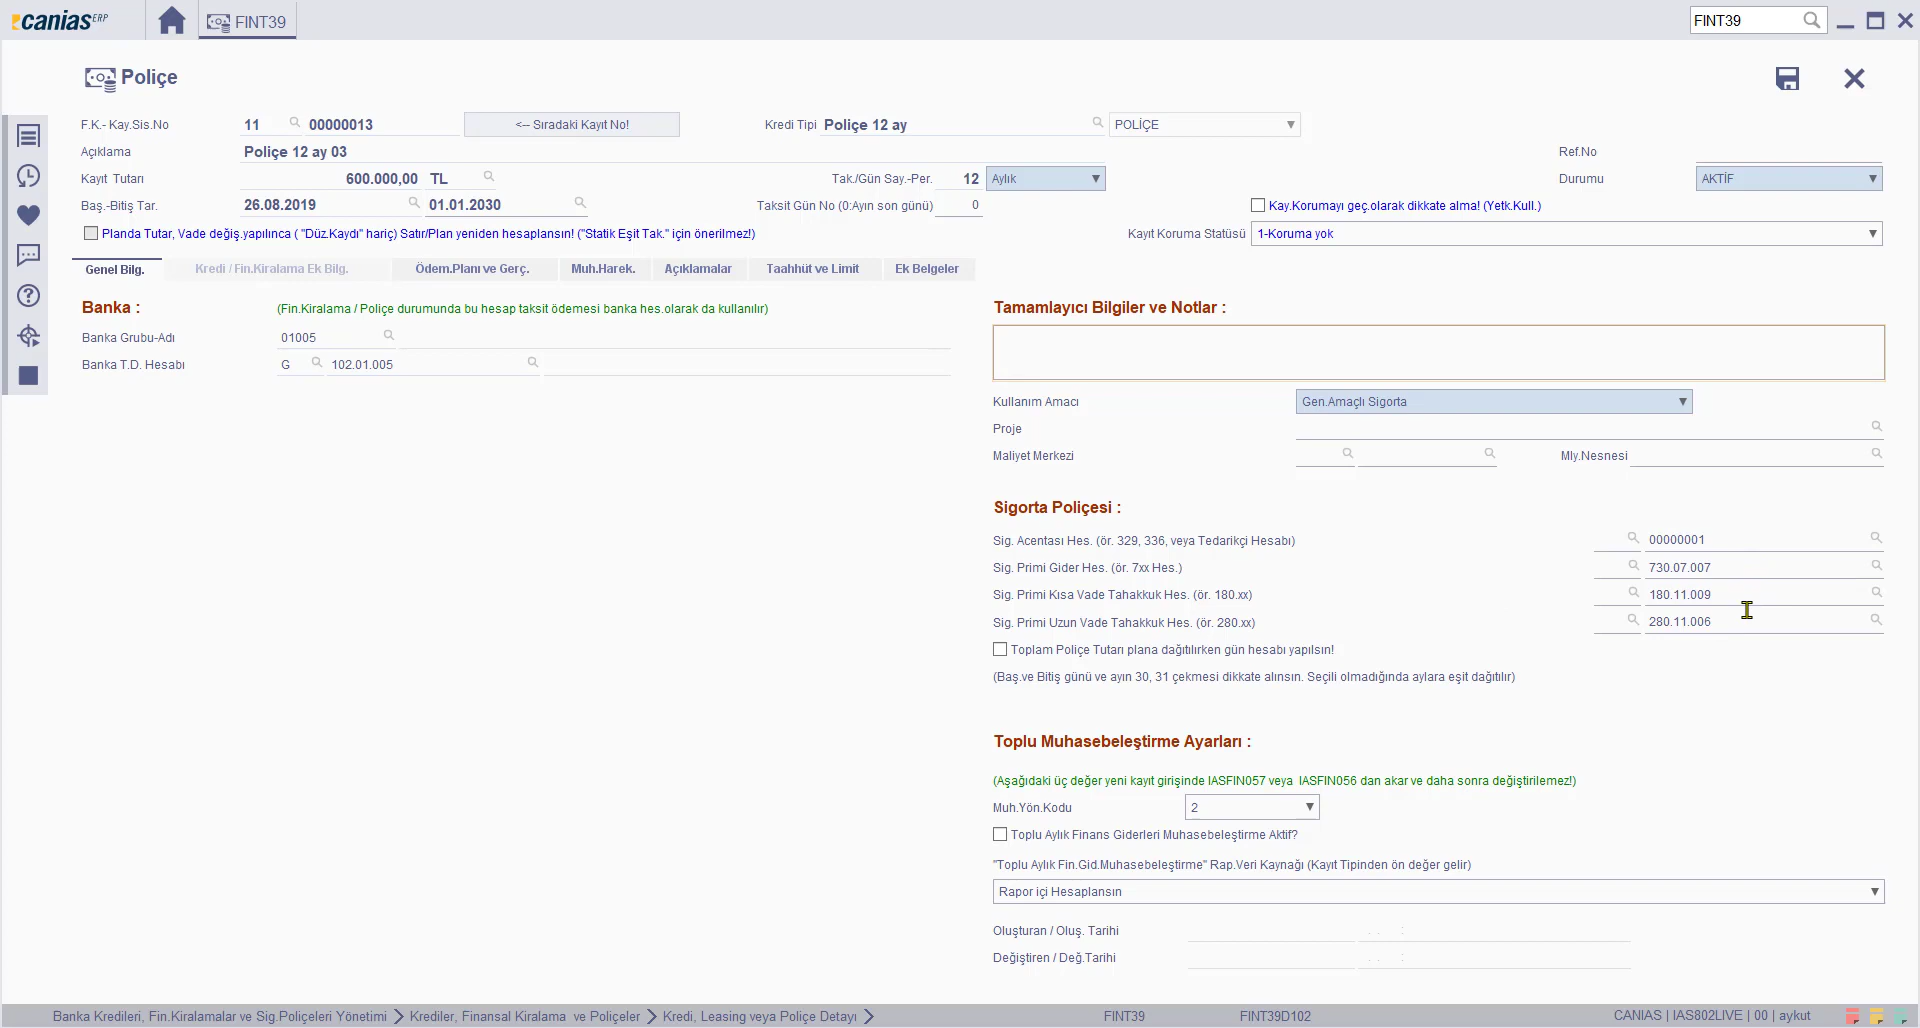 canias ERP
FINT39
FINT39
Poliçe
F.K.- Kay.Sis.No 11 00000013 <-- Sıradaki Kayıt No! Kredi Tipi Poliçe 12 ay POLİÇE
Açıklama Poliçe 12 ay 03 Ref.No
Kayıt Tutarı 600.000,00 TL Tak./Gün Say.-Per. 12 Aylık Durumu AKTİF
Baş.-Bitiş Tar. 26.08.2019 01.01.2030 Taksit Gün No (0:Ayın son günü) 0 Kay.Korumayı geç.olarak dikkate alma! (Yetk.Kull.)
Planda Tutar, Vade değiş.yapılınca ( "Düz.Kaydı" hariç) Satır/Plan yeniden hesaplansın! ("Statik Eşit Tak." için önerilmez!) Kayıt Koruma Statüsü 1-Koruma yok
Genel Bilg. Kredi / Fin.Kiralama Ek Bilg. Ödem.Planı ve Gerç. Muh.Harek. Açıklamalar Taahhüt ve Limit Ek Belgeler
Banka : (Fin.Kiralama / Poliçe durumunda bu hesap taksit ödemesi banka hes.olarak da kullanılır)
Banka Grubu-Adı 01005
Banka T.D. Hesabı G 102.01.005
Tamamlayıcı Bilgiler ve Notlar :
Kullanım Amacı Gen.Amaçlı Sigorta
Proje
Maliyet Merkezi Mly.Nesnesi
Sigorta Poliçesi :
Sig. Acentası Hes. (ör. 329, 336, veya Tedarikçi Hesabı) 00000001
Sig. Primi Gider Hes. (ör. 7xx Hes.) 730.07.007
Sig. Primi Kısa Vade Tahakkuk Hes. (ör. 180.xx) 180.11.009
Sig. Primi Uzun Vade Tahakkuk Hes. (ör. 280.xx) 280.11.006
Toplam Poliçe Tutarı plana dağıtılırken gün hesabı yapılsın!
(Baş.ve Bitiş günü ve ayın 30, 31 çekmesi dikkate alınsın. Seçili olmadığında aylara eşit dağıtılır)
Toplu Muhasebeleştirme Ayarları :
(Aşağıdaki üç değer yeni kayıt girişinde IASFIN057 veya IASFIN056 dan akar ve daha sonra değiştirilemez!)
Muh.Yön.Kodu 2
Toplu Aylık Finans Giderleri Muhasebeleştirme Aktif?
"Toplu Aylık Fin.Gid.Muhasebeleştirme" Rap.Veri Kaynağı (Kayıt Tipinden ön değer gelir)
Rapor içi Hesaplansın
Oluşturan / Oluş. Tarihi . . :
Değiştiren / Değ.Tarihi . . :
Banka Kredileri, Fin.Kiralamalar ve Sig.Poliçeleri Yönetimi Krediler, Finansal Kiralama ve Poliçeler Kredi, Leasing veya Poliçe Detayı FINT39 FINT39D102 CANIAS | IAS802LIVE | 00 | aykut